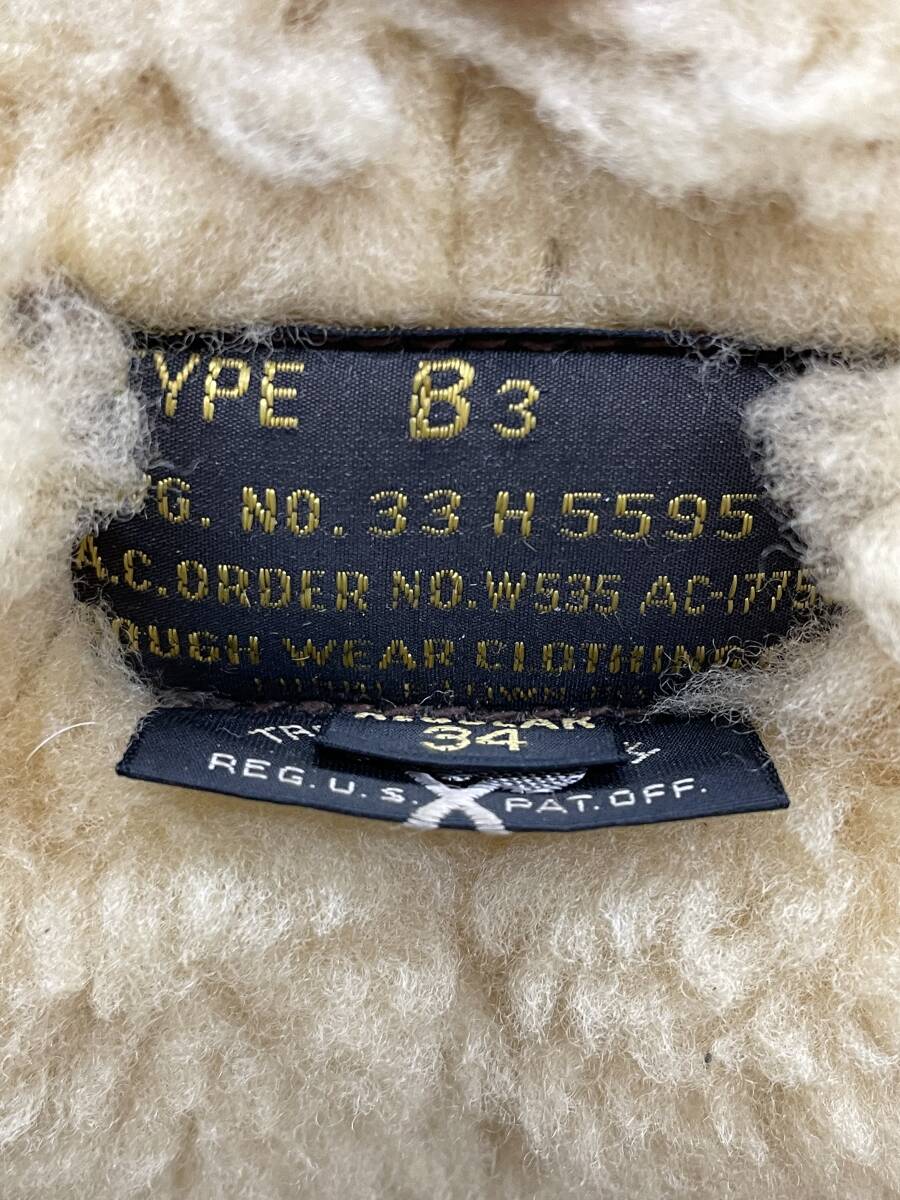 YPE B3
G. NO. 33 H 5595
A.C. ORDER NO. W535 AC-1775
OUGH WEAR CLOTHING
REGULAR
34
REG. U.S. PAT. OFF.